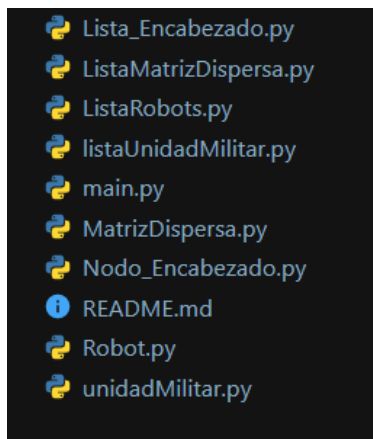 Lista_Encabezado.py
ListaMatrizDispersa.py
ListaRobots.py
listaUnidadMilitar.py
main.py
MatrizDispersa.py
Nodo_Encabezado.py
README.md
Robot.py
unidadMilitar.py